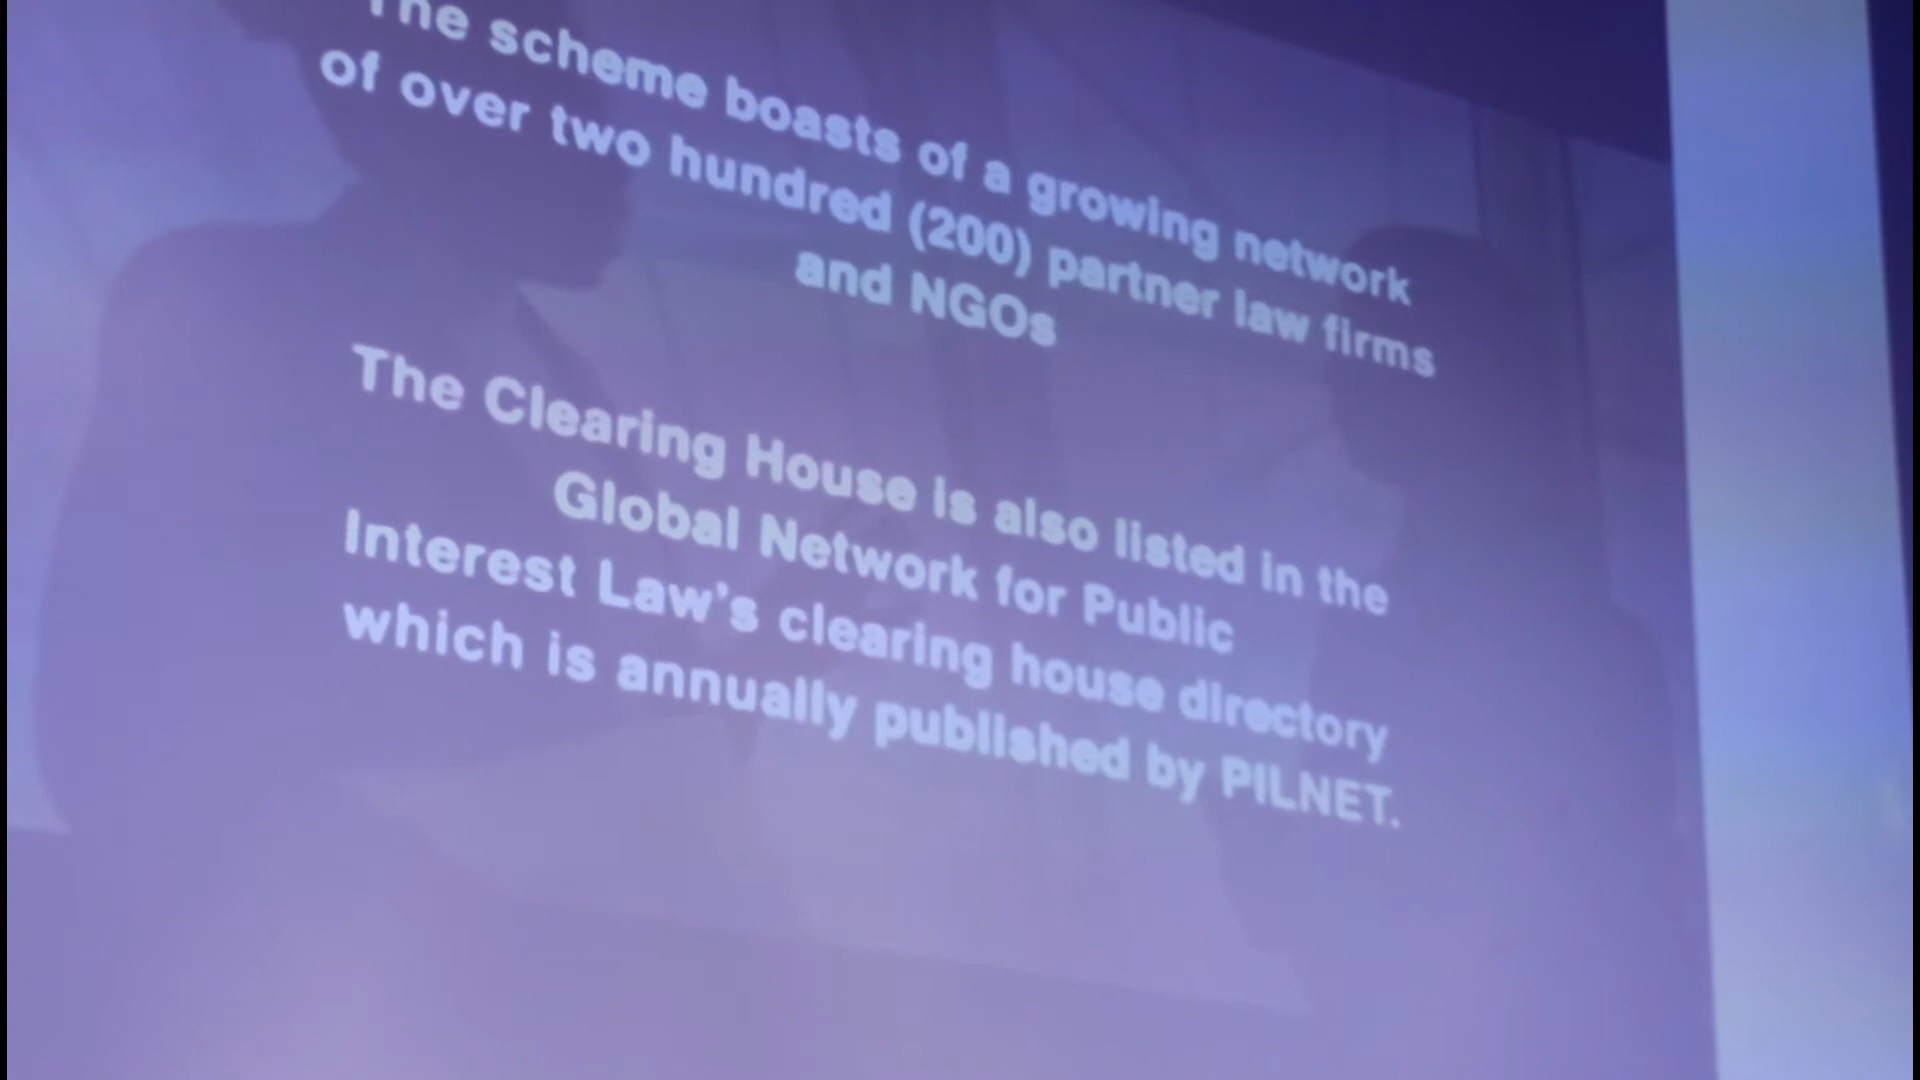 The scheme boasts of a growing network
of over two hundred (200) partner law firms
and NGOs
The Clearing House is also listed in the
Global Network for Public
Interest Law's clearing house directory
which is annually published by PILNET.